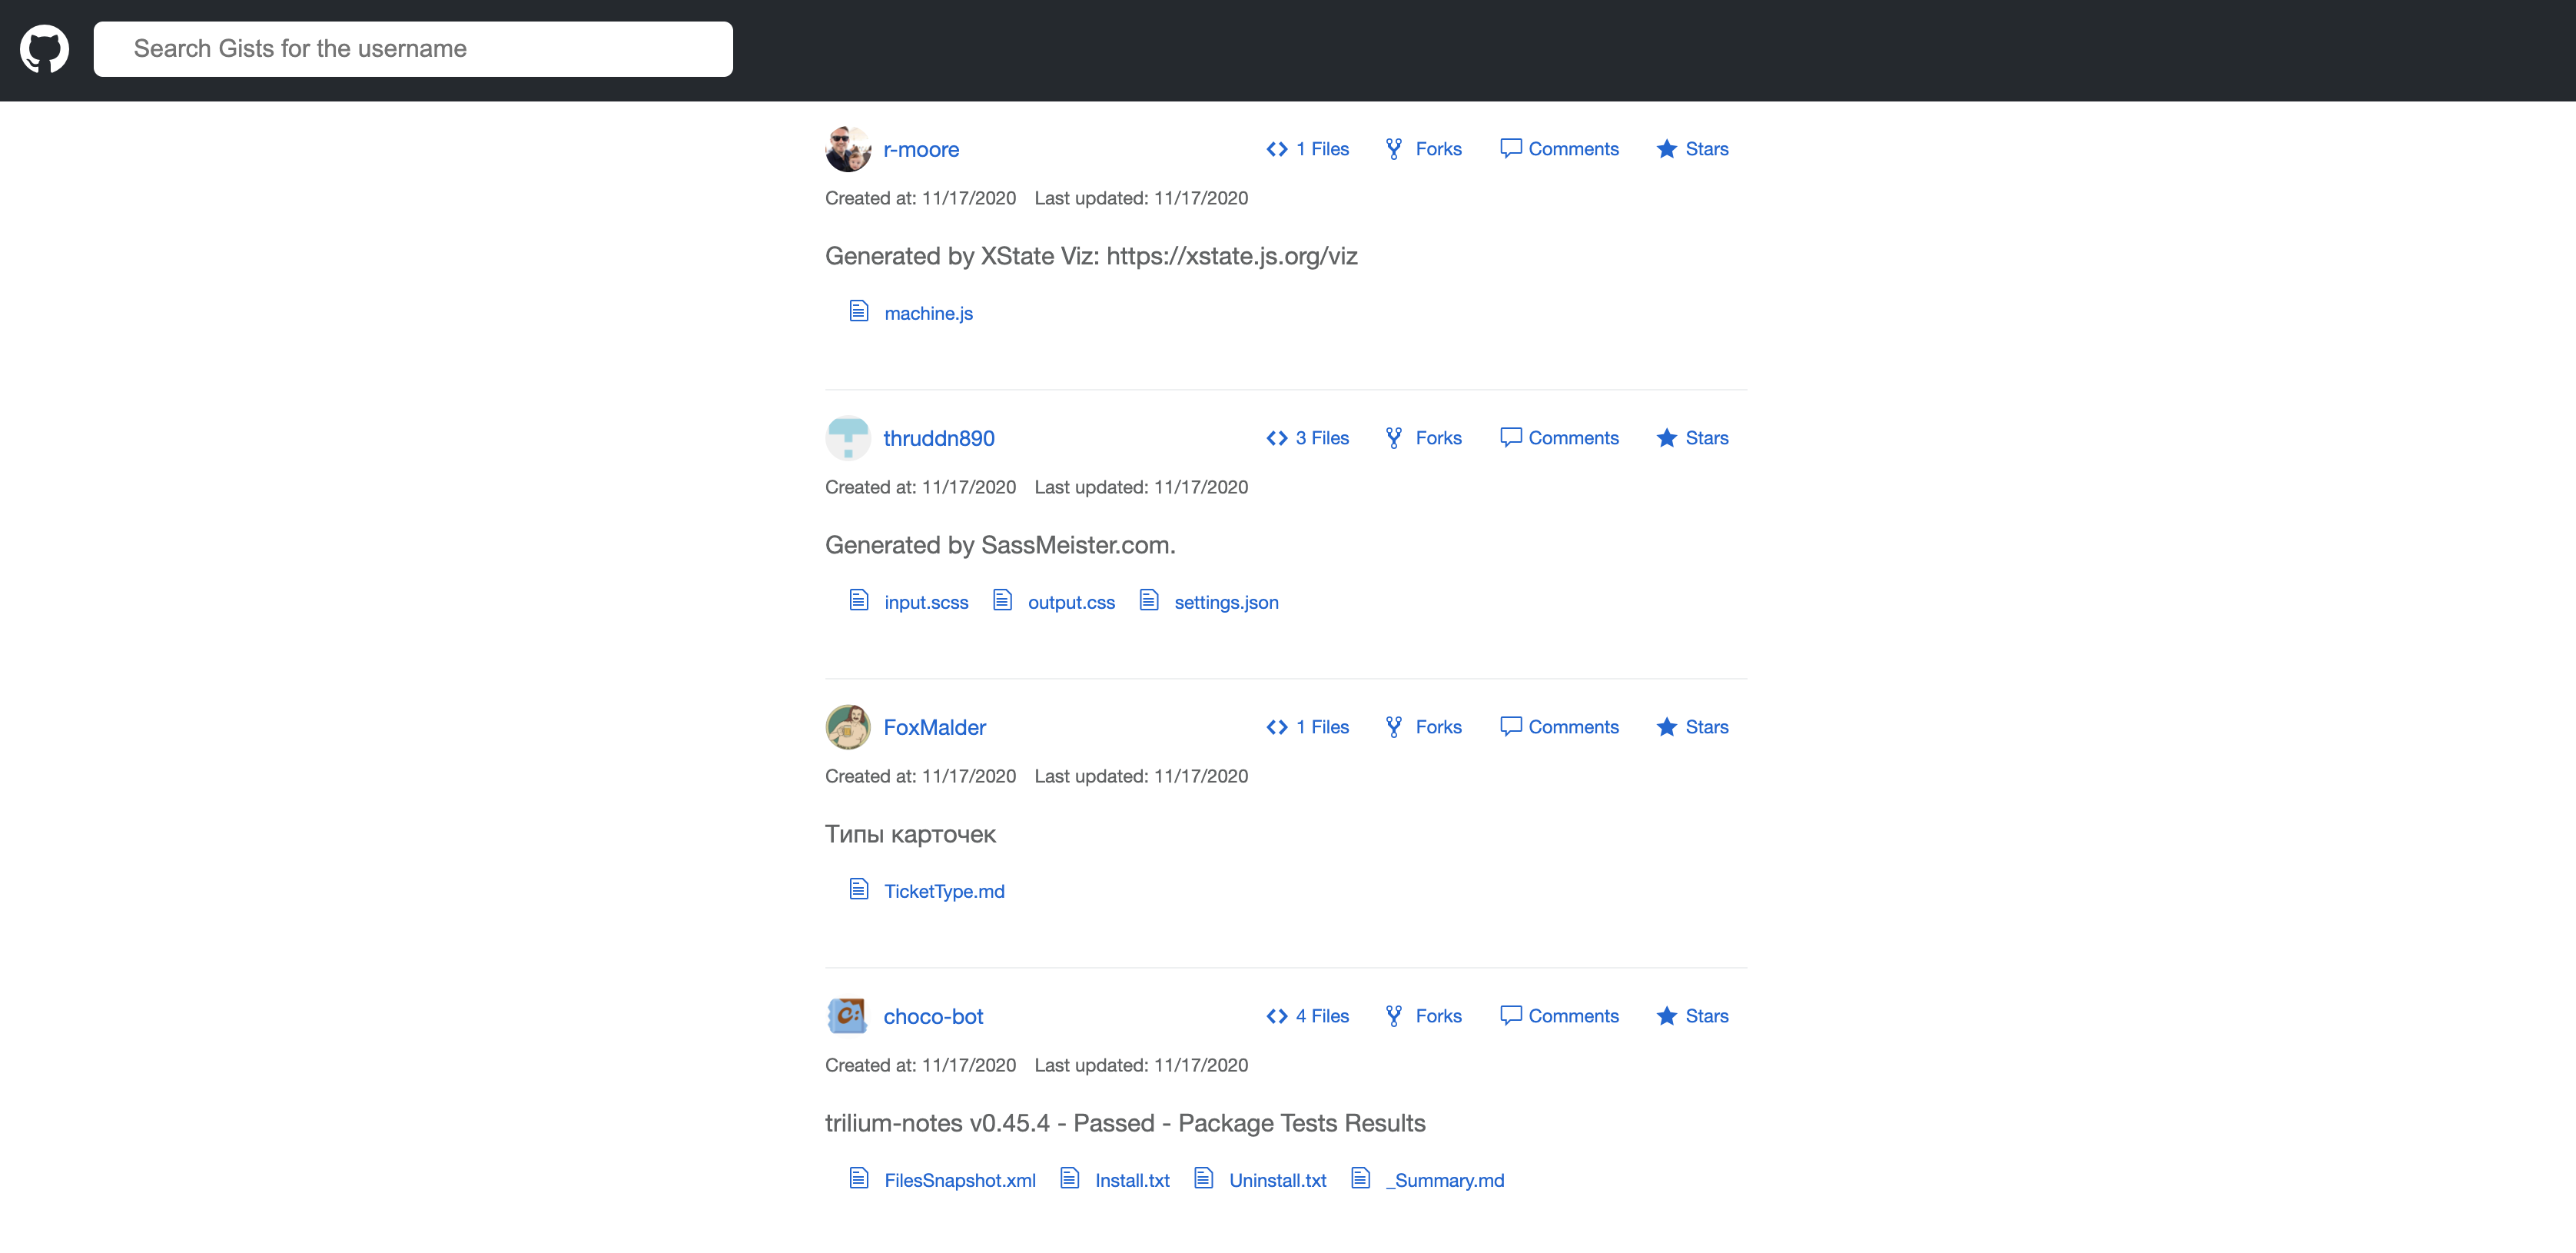 Search Gists for the username
r-moore 1 Files Forks Comments Stars
Created at: 11/17/2020 Last updated: 11/17/2020
Generated by XState Viz: https://xstate.js.org/viz
machine.js
thruddn890 3 Files Forks Comments Stars
Created at: 11/17/2020 Last updated: 11/17/2020
Generated by SassMeister.com.
input.scss output.css settings.json
FoxMalder 1 Files Forks Comments Stars
Created at: 11/17/2020 Last updated: 11/17/2020
Типы карточек
TicketType.md
choco-bot 4 Files Forks Comments Stars
Created at: 11/17/2020 Last updated: 11/17/2020
trilium-notes v0.45.4 - Passed - Package Tests Results
FilesSnapshot.xml Install.txt Uninstall.txt _Summary.md